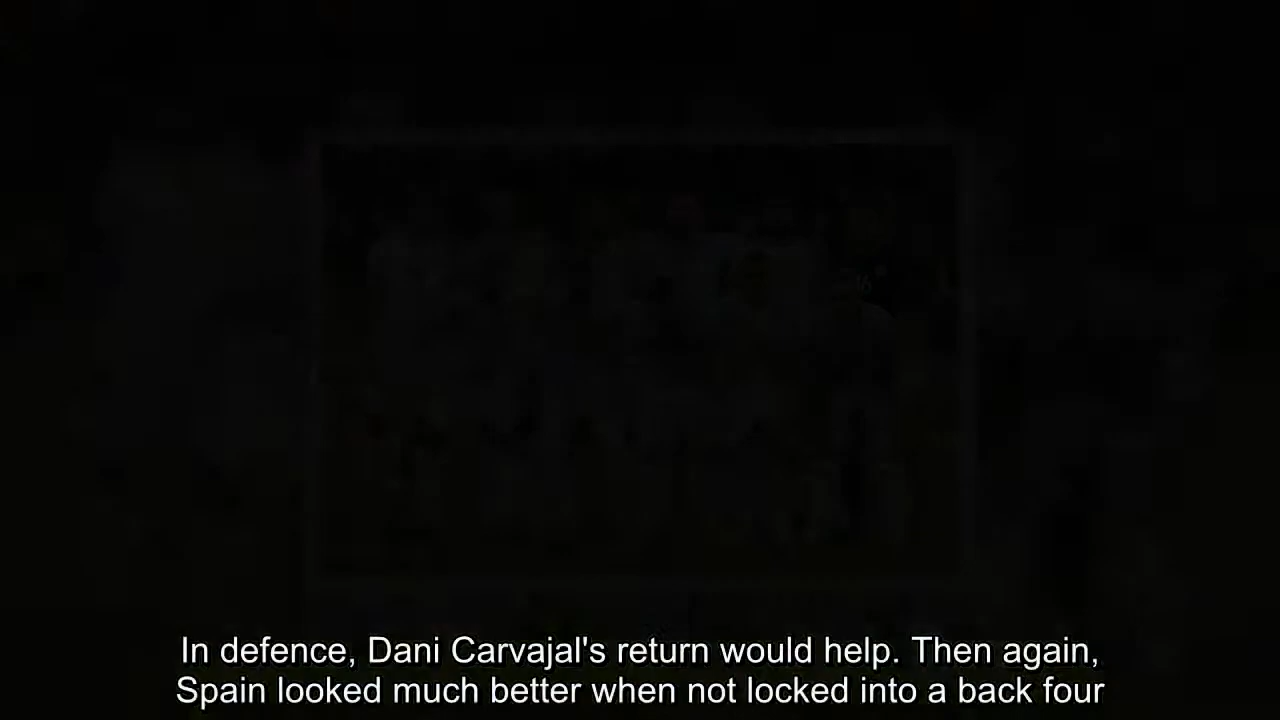 In defence, Dani Carvajal's return would help. Then again,
Spain looked much better when not locked into a back four